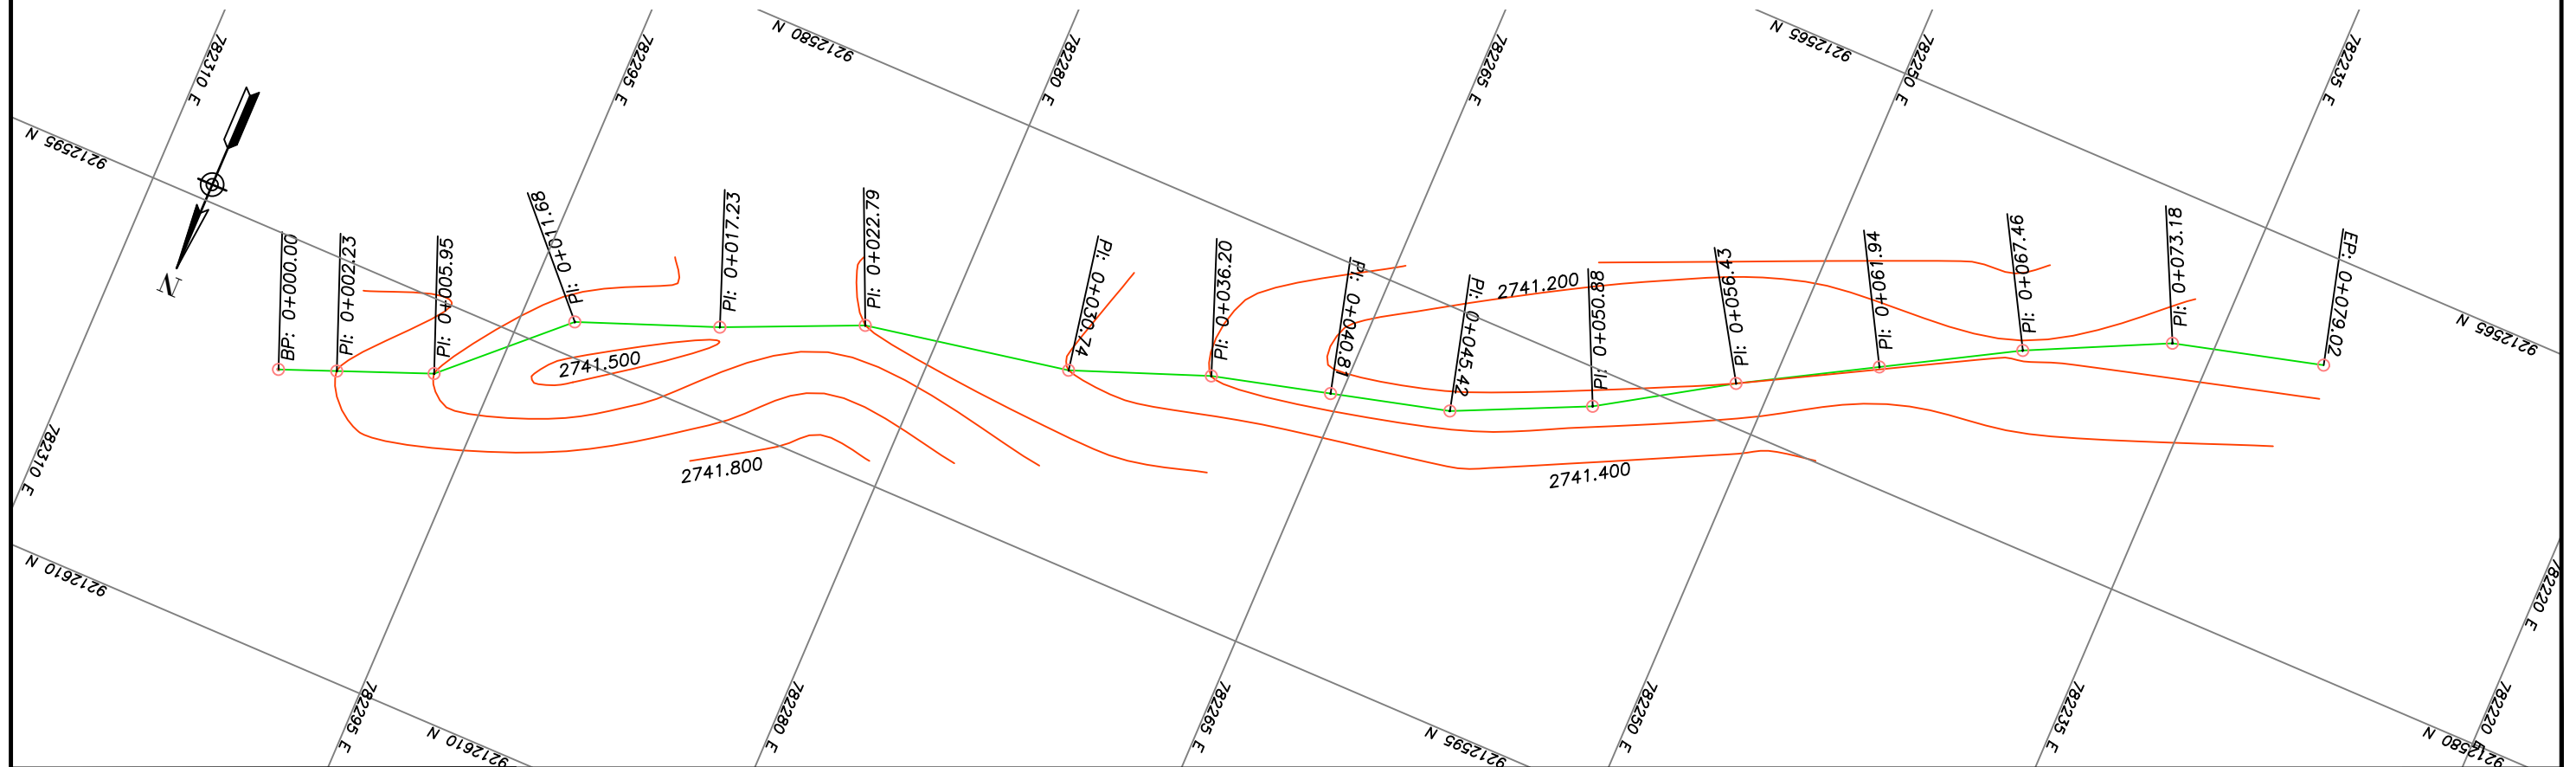 782310 E
782295 E
9212580 N
782280 E
782265 E
9212565 N
782250 E
782235 E
9212595 N
N
BP: 0+000.00
PI: 0+002.23
PI: 0+005.95
PI: 0+011.68
PI: 0+017.23
PI: 0+022.79
PI: 0+030.74
PI: 0+036.20
PI: 0+040.81
PI: 0+045.42
PI: 0+050.88
PI: 0+056.43
PI: 0+061.94
PI: 0+067.46
PI: 0+073.18
EP: 0+079.02
2741.200
9212565 N
2741.500
782310 E
2741.800
2741.400
9212610 N
782220 E
782295 E
9212610 N
782280 E
782265 E
9212595 N
782250 E
782235 E
782220 E
9212580 N